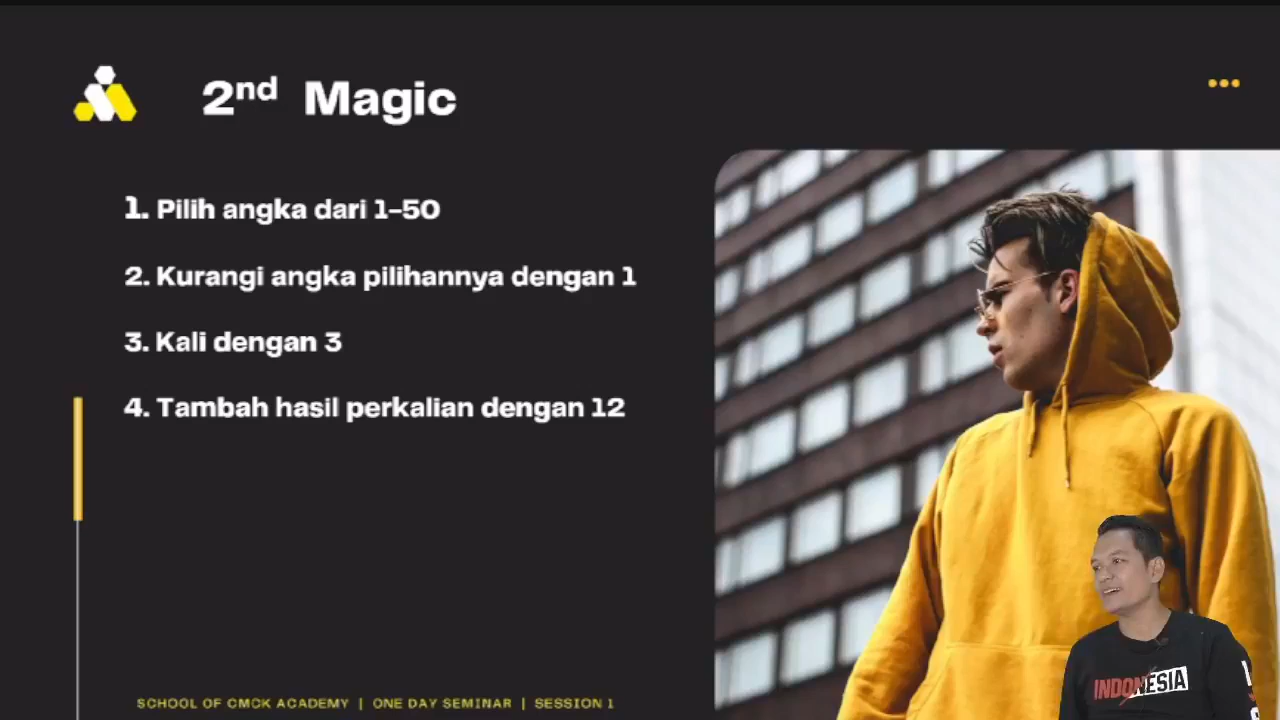 2nd Magic
1. Pilih angka dari 1-50
2. Kurangi angka pilihannya dengan 1
3. Kali dengan 3
4. Tambah hasil perkalian dengan 12
INDONESIA
SCHOOL OF CMCK ACADEMY | ONE DAY SEMINAR | SESSION 1